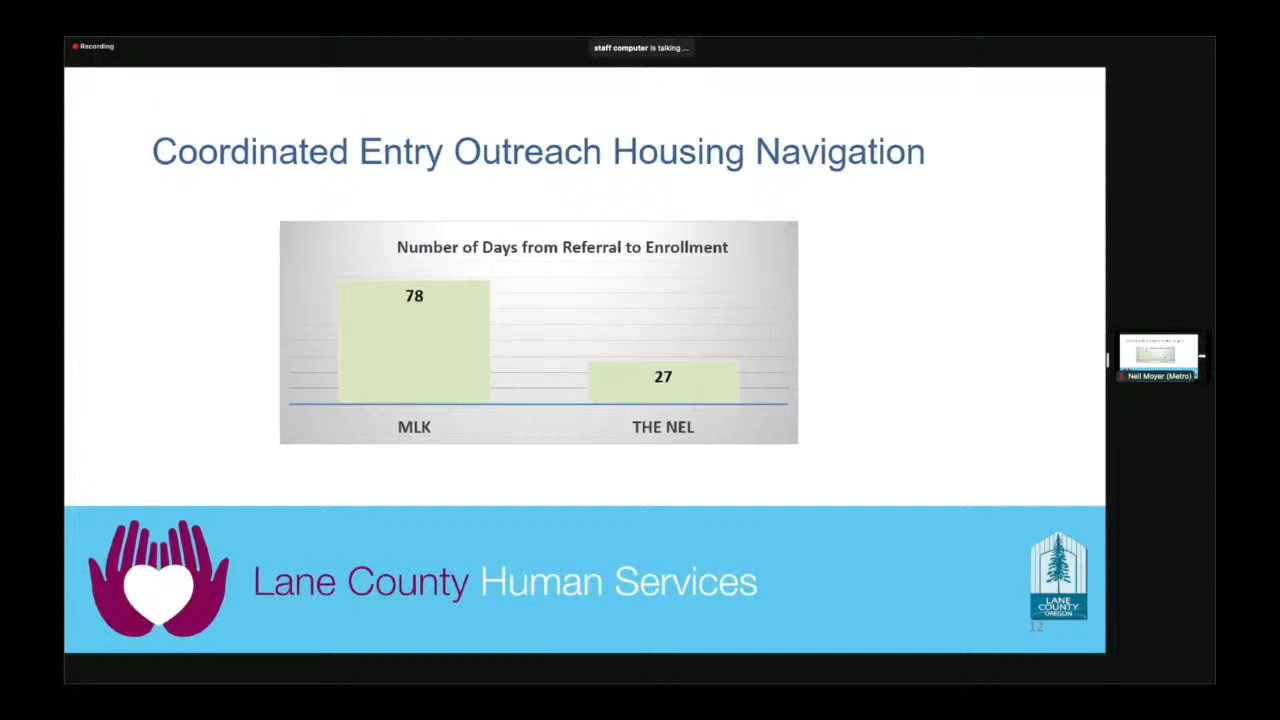 Recording
staff computer is talking ...
Coordinated Entry Outreach Housing Navigation
Number of Days from Referral to Enrollment
78
27
MLK
THE NEL
Neil Moyer (Metro)
Lane County Human Services
LANE
COUNTY
OREGON
12